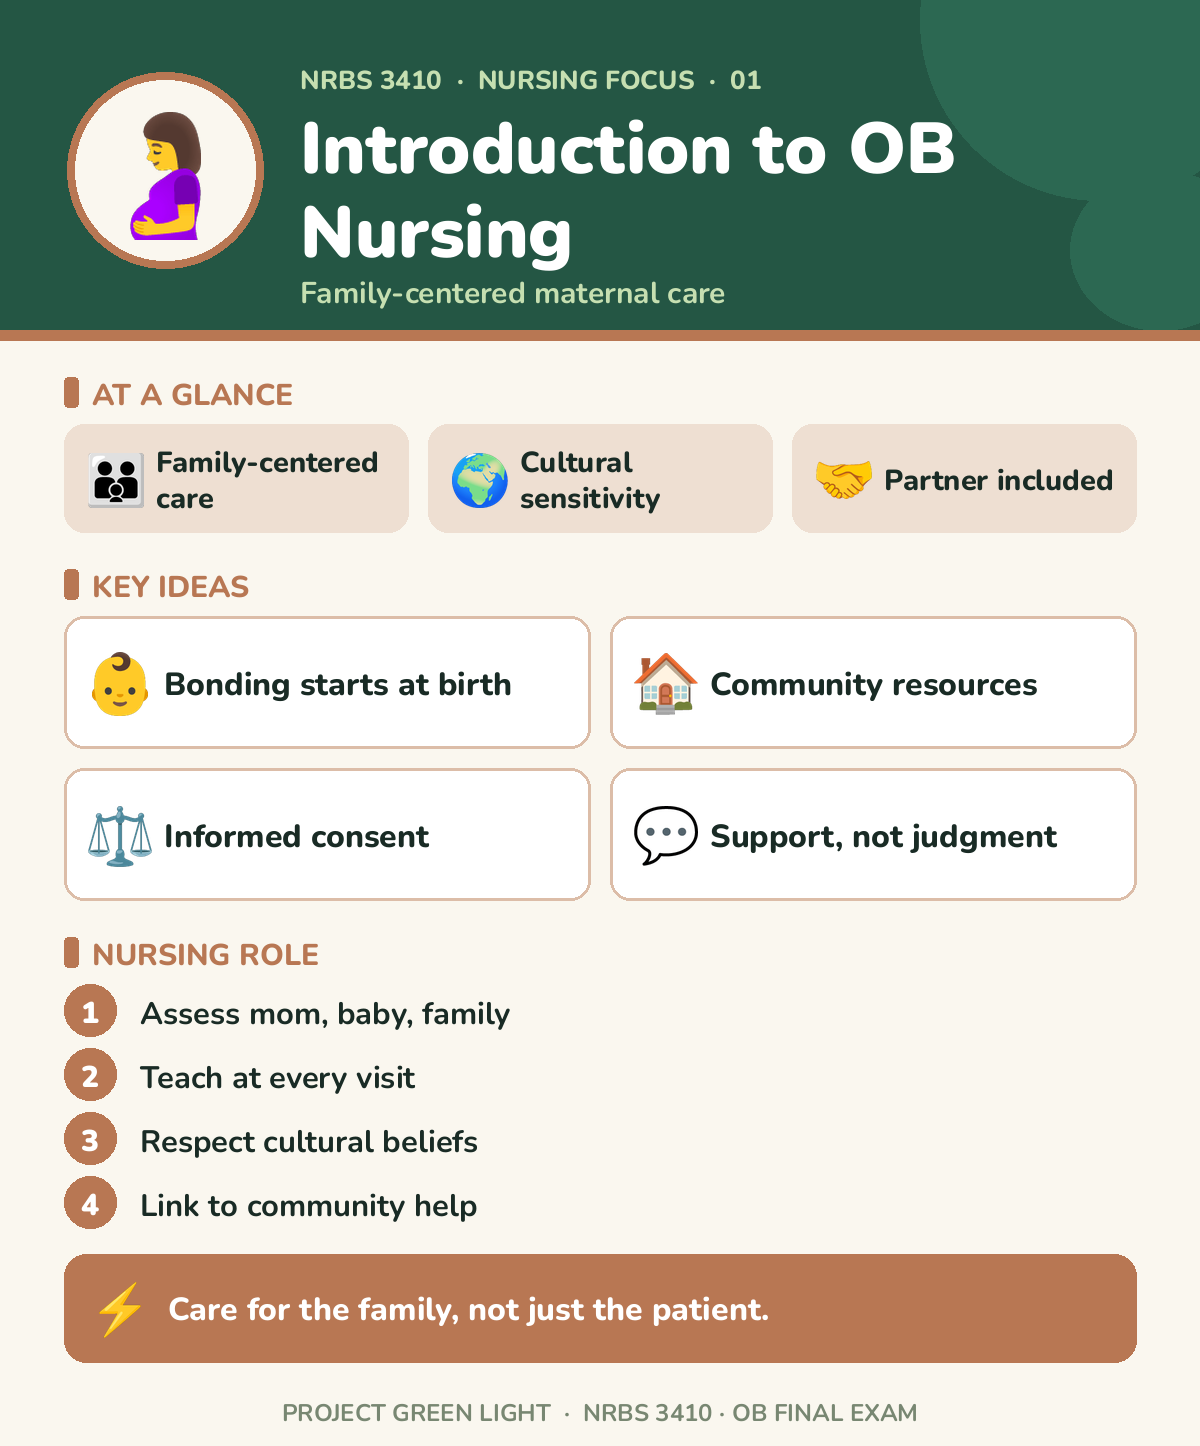 NRBS 3410 · NURSING FOCUS · 01
Introduction to OB
Nursing
Family-centered maternal care
AT A GLANCE
Family-centered
care
Cultural
sensitivity
Partner included
KEY IDEAS
Bonding starts at birth
Community resources
Informed consent
Support, not judgment
NURSING ROLE
1 Assess mom, baby, family
2 Teach at every visit
3 Respect cultural beliefs
4 Link to community help
Care for the family, not just the patient.
PROJECT GREEN LIGHT · NRBS 3410 · OB FINAL EXAM